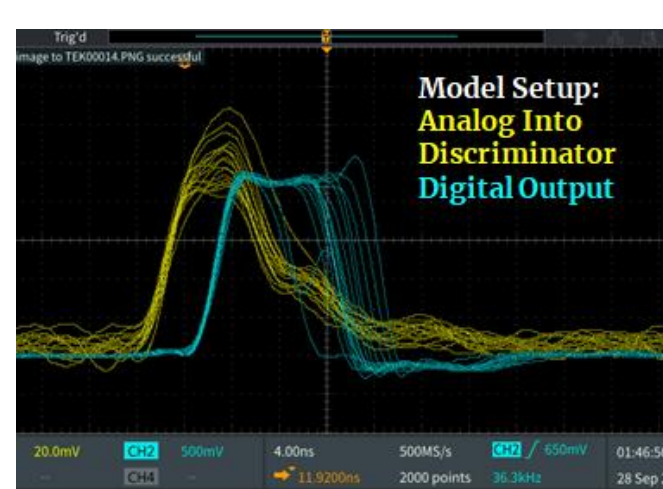 Trig'd
T
image to TEK00014.PNG successful
Model Setup:
Analog Into
Discriminator
Digital Output
20.0mV CH2 500mV 4.00ns 500MS/s CH2 650mV 01:46:50
CH4 11.9200ns 2000 points 36.3kHz 28 Sep